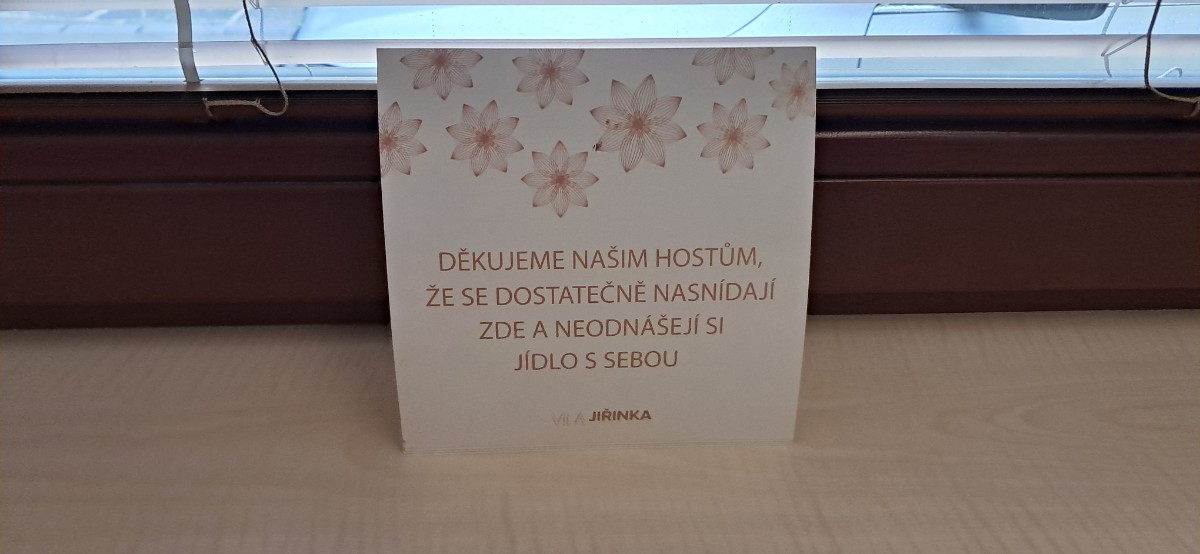 DĚKUJEME NAŠIM HOSTŮM,
ŽE SE DOSTATEČNĚ NASNÍDAJÍ
ZDE A NEODNÁŠEJÍ SI
JÍDLO S SEBOU
VILA JIŘINKA